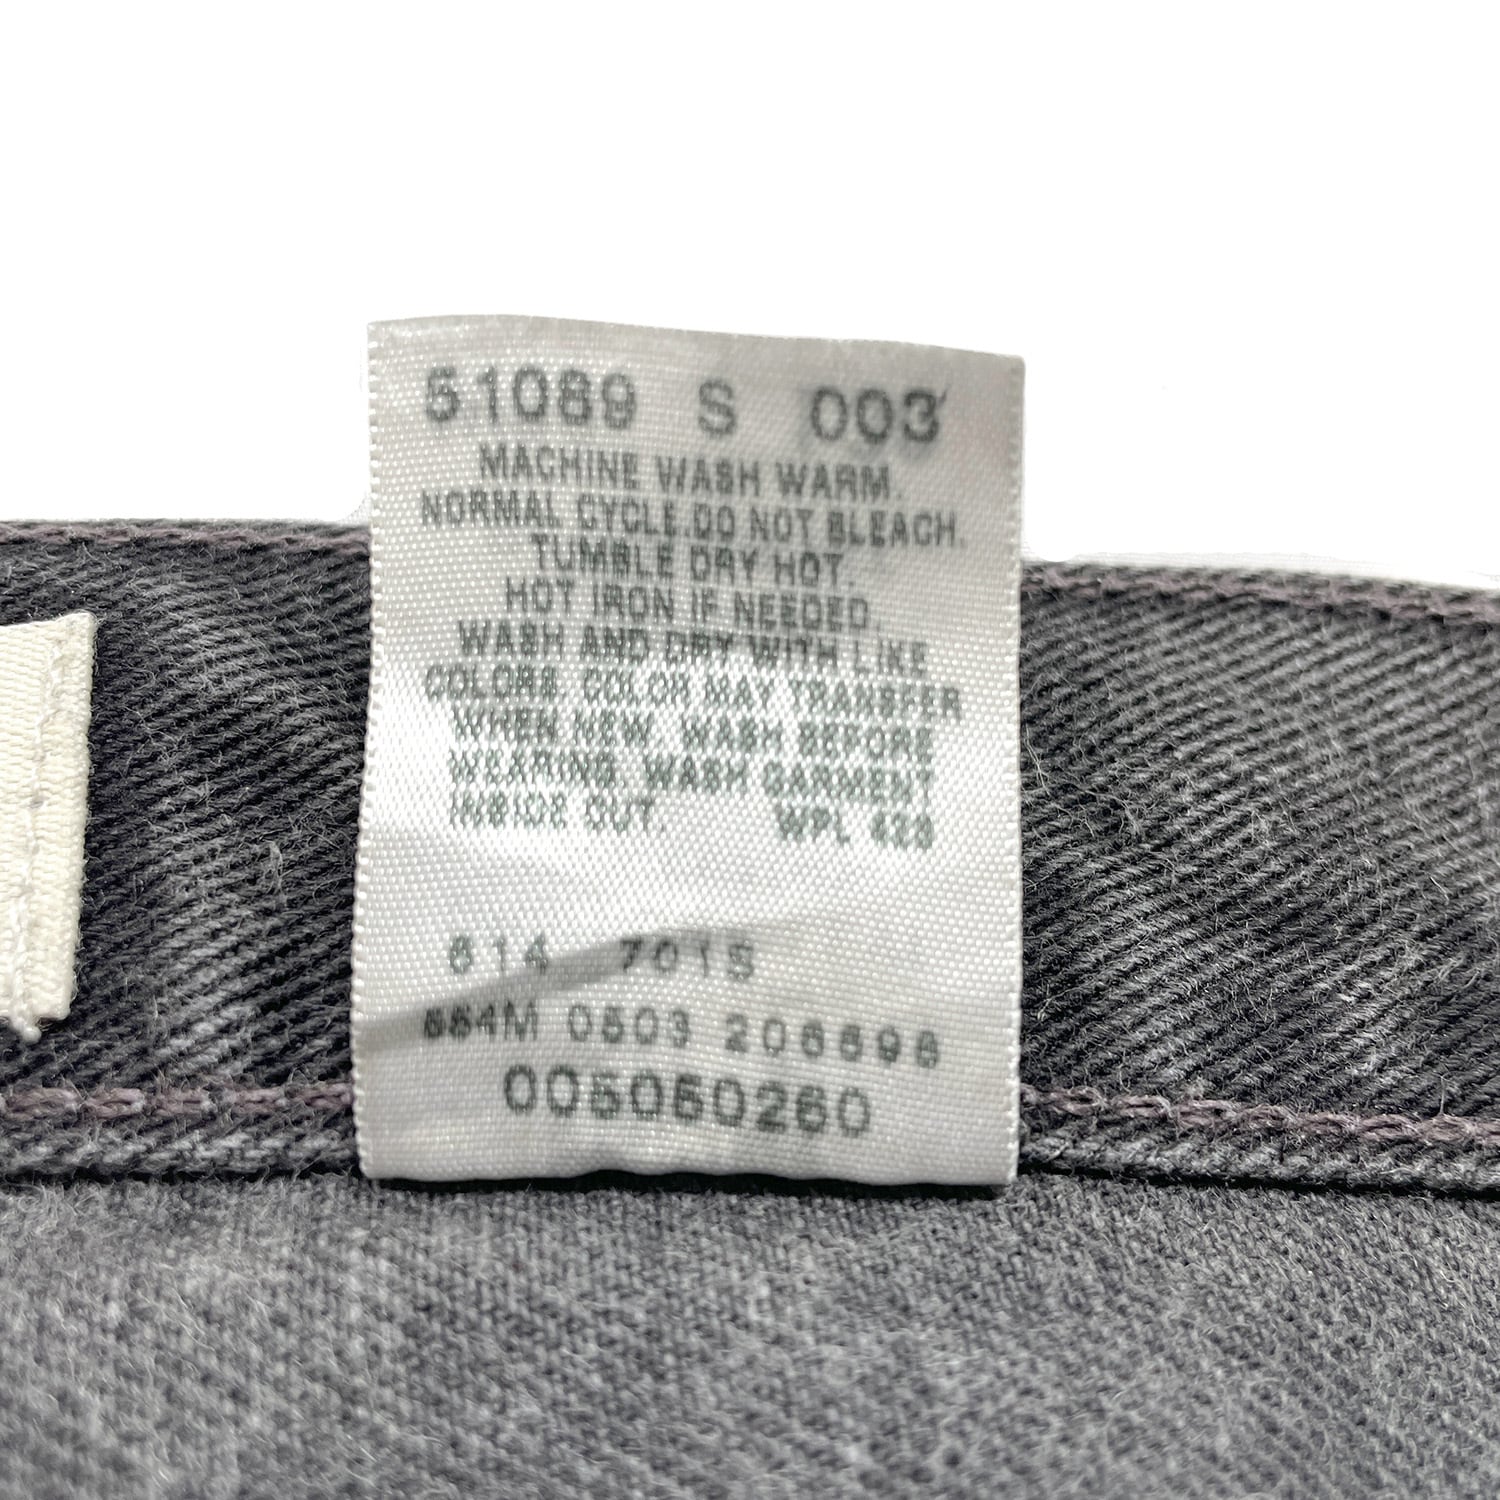 51089 S 003
MACHINE WASH WARM.
NORMAL CYCLE.DO NOT BLEACH.
TUMBLE DRY HOT.
HOT IRON IF NEEDED.
WASH AND DRY WITH LIKE
COLORS. COLOR MAY TRANSFER
WHEN NEW. WASH BEFORE
WEARING. WASH GARMENT
INSIDE OUT. WPL 423
614 7015
0503